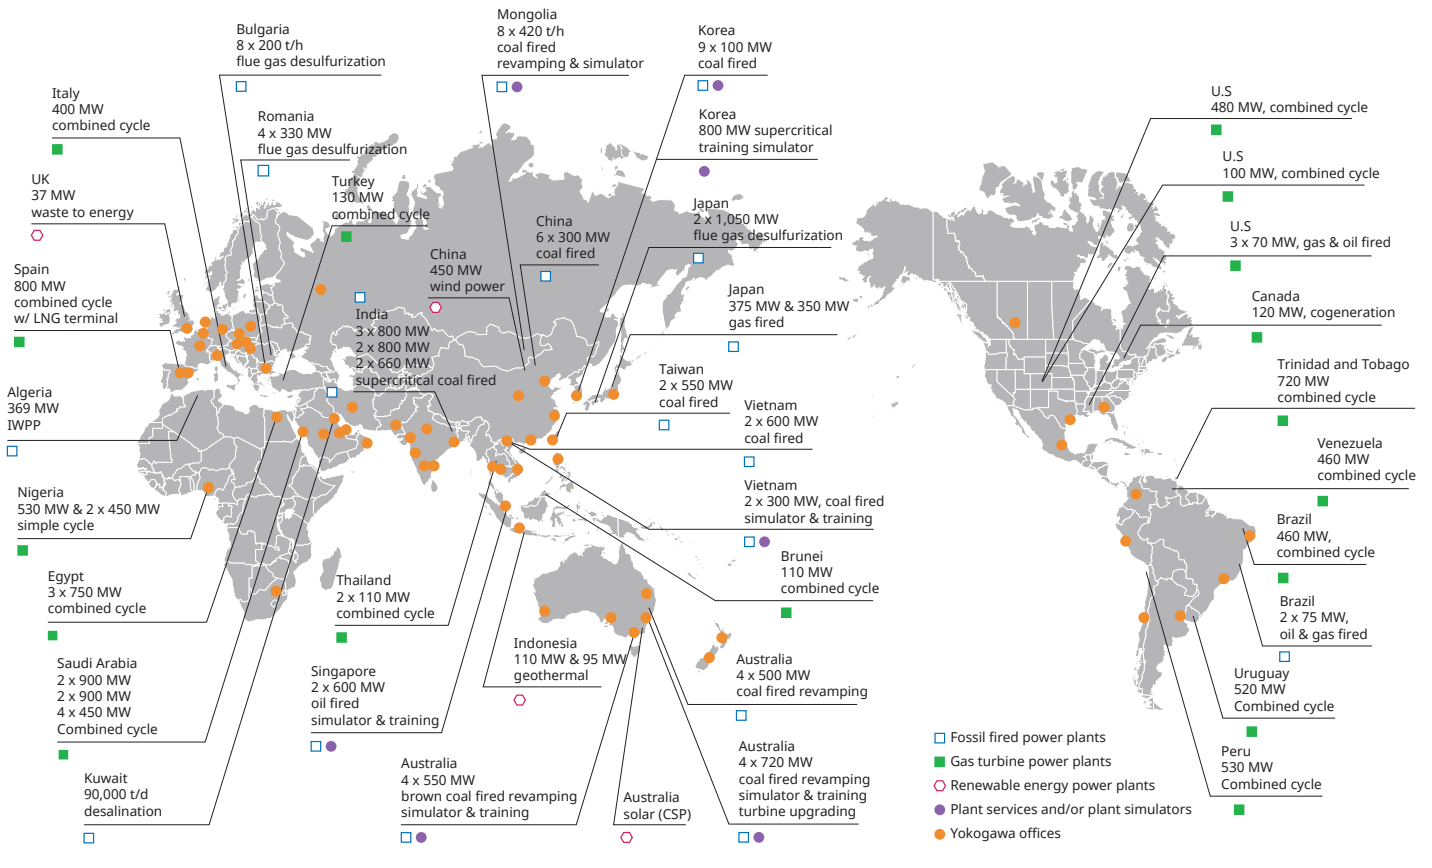 Bulgaria
8 x 200 t/h
flue gas desulfurization
Mongolia
8 x 420 t/h
coal fired
revamping & simulator
Korea
9 x 100 MW
coal fired
Italy
400 MW
combined cycle
Romania
4 x 330 MW
flue gas desulfurization
Korea
800 MW supercritical
training simulator
UK
37 MW
waste to energy
Turkey
130 MW
combined cycle
China
6 x 300 MW
coal fired
Japan
2 x 1,050 MW
flue gas desulfurization
China
450 MW
wind power
Spain
800 MW
combined cycle
w/ LNG terminal
India
3 x 800 MW
2 x 800 MW
2 x 660 MW
supercritical coal fired
Japan
375 MW & 350 MW
gas fired
Taiwan
2 x 550 MW
coal fired
Algeria
369 MW
IWPP
Vietnam
2 x 600 MW
coal fired
Nigeria
530 MW & 2 x 450 MW
simple cycle
Vietnam
2 x 300 MW, coal fired
simulator & training
Egypt
3 x 750 MW
combined cycle
Thailand
2 x 110 MW
combined cycle
Brunei
110 MW
combined cycle
Saudi Arabia
2 x 900 MW
2 x 900 MW
4 x 450 MW
Combined cycle
Singapore
2 x 600 MW
oil fired
simulator & training
Indonesia
110 MW & 95 MW
geothermal
Australia
4 x 500 MW
coal fired revamping
Kuwait
90,000 t/d
desalination
Australia
4 x 550 MW
brown coal fired revamping
simulator & training
Australia
solar (CSP)
Australia
4 x 720 MW
coal fired revamping
simulator & training
turbine upgrading
U.S
480 MW, combined cycle
U.S
100 MW, combined cycle
U.S
3 x 70 MW, gas & oil fired
Canada
120 MW, cogeneration
Trinidad and Tobago
720 MW
combined cycle
Venezuela
460 MW
combined cycle
Brazil
460 MW,
combined cycle
Brazil
2 x 75 MW,
oil & gas fired
Uruguay
520 MW
Combined cycle
Peru
530 MW
Combined cycle
Fossil fired power plants
Gas turbine power plants
Renewable energy power plants
Plant services and/or plant simulators
Yokogawa offices